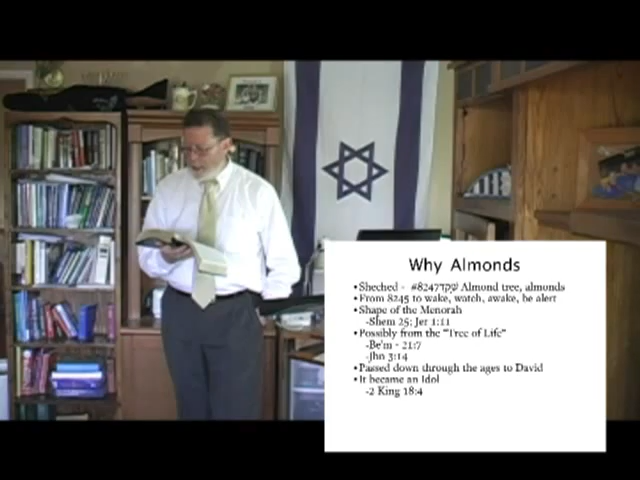 Why Almonds
•Sheched - #8247שקד Almond tree, almonds
•From 8245 to wake, watch, awake, be alert
•Shape of the Menorah
-Shem 25; Jer 1:11
•Possibly from the "Tree of Life"
-Be'm - 21:7
-Jhn 3:14
•Passed down through the ages to David
•It became an Idol
-2 King 18:4